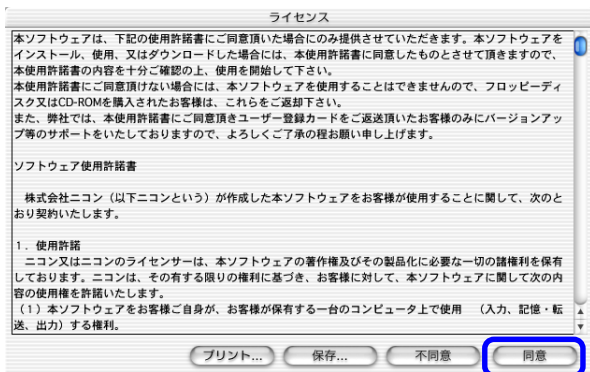 ライセンス
本ソフトウェアは、下記の使用許諾書にご同意頂いた場合にのみ提供させていただきます。本ソフトウェアを
インストール、使用、又はダウンロードした場合には、本使用許諾書に同意したものとさせて頂きますので、
本使用許諾書の内容を十分ご確認の上、使用を開始して下さい。
本使用許諾書にご同意頂けない場合には、本ソフトウェアを使用することはできませんので、フロッピーディ
スク又はCD-ROMを購入されたお客様は、これらをご返却下さい。
また、弊社では、本使用許諾書にご同意頂きユーザー登録カードをご返送頂いたお客様のみにバージョンアッ
プ等のサポートをいたしておりますので、よろしくご了承の程お願い申し上げます。
ソフトウェア使用許諾書
株式会社ニコン（以下ニコンという）が作成した本ソフトウェアをお客様が使用することに関して、次のと
おり契約いたします。
１．使用許諾
ニコン又はニコンのライセンサーは、本ソフトウェアの著作権及びその製品化に必要な一切の諸権利を保有
しております。ニコンは、その有する限りの権利に基づき、お客様に対して、本ソフトウェアに関して次の内
容の使用権を許諾いたします。
（１）本ソフトウェアをお客様ご自身が、お客様が保有する一台のコンピュータ上で使用　（入力、記憶・転
送、出力）する権利。
プリント... 保存... 不同意 同意